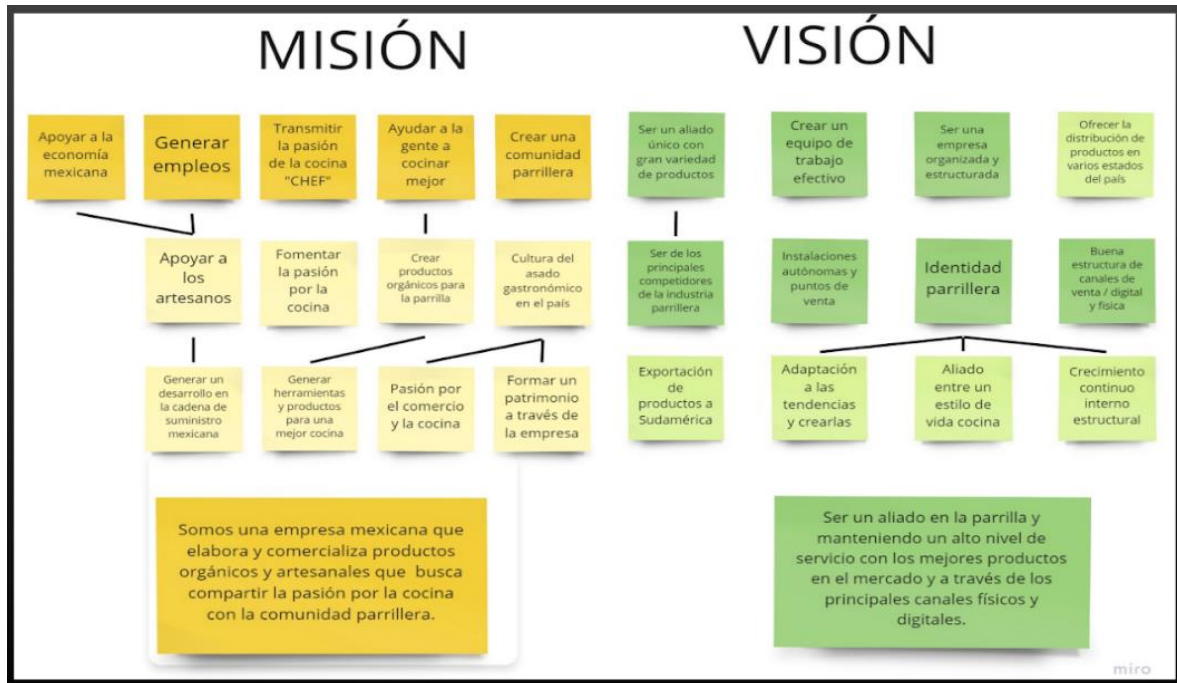 MISIÓN
Apoyar a la
economía
mexicana
Generar
empleos
Transmitir
la pasión
de la cocina
"CHEF"
Ayudar a la
gente a
cocinar
mejor
Crear una
comunidad
parrillera
Apoyar a
los
artesanos
Fomentar
la pasión
por la
cocina
Crear
productos
orgánicos para
la parrilla
Cultura del
asado
gastronómico
en el país
Generar un
desarrollo en
la cadena de
suministro
mexicana
Generar
herramientas
y productos
para una
mejor cocina
Pasión por
el comercio
y la cocina
Formar un
patrimonio
a través de
la empresa
Somos una empresa mexicana que
elabora y comercializa productos
orgánicos y artesanales que busca
compartir la pasión por la cocina
con la comunidad parrillera.
VISIÓN
Ser un aliado
único con
gran variedad
de productos
Crear un
equipo de
trabajo
efectivo
Ser una
empresa
organizada y
estructurada
Ofrecer la
distribución de
productos en
varios estados
del país
Ser de los
principales
competidores
de la industria
parrillera
Instalaciones
autónomas y
puntos de
venta
Identidad
parrillera
Buena
estructura de
canales de
venta / digital
y física
Exportación
de
productos a
Sudamérica
Adaptación
a las
tendencias
y crearlas
Aliado
entre un
estilo de
vida cocina
Crecimiento
continuo
interno
estructural
Ser un aliado en la parrilla y
manteniendo un alto nivel de
servicio con los mejores productos
en el mercado y a través de los
principales canales físicos y
digitales.
miro